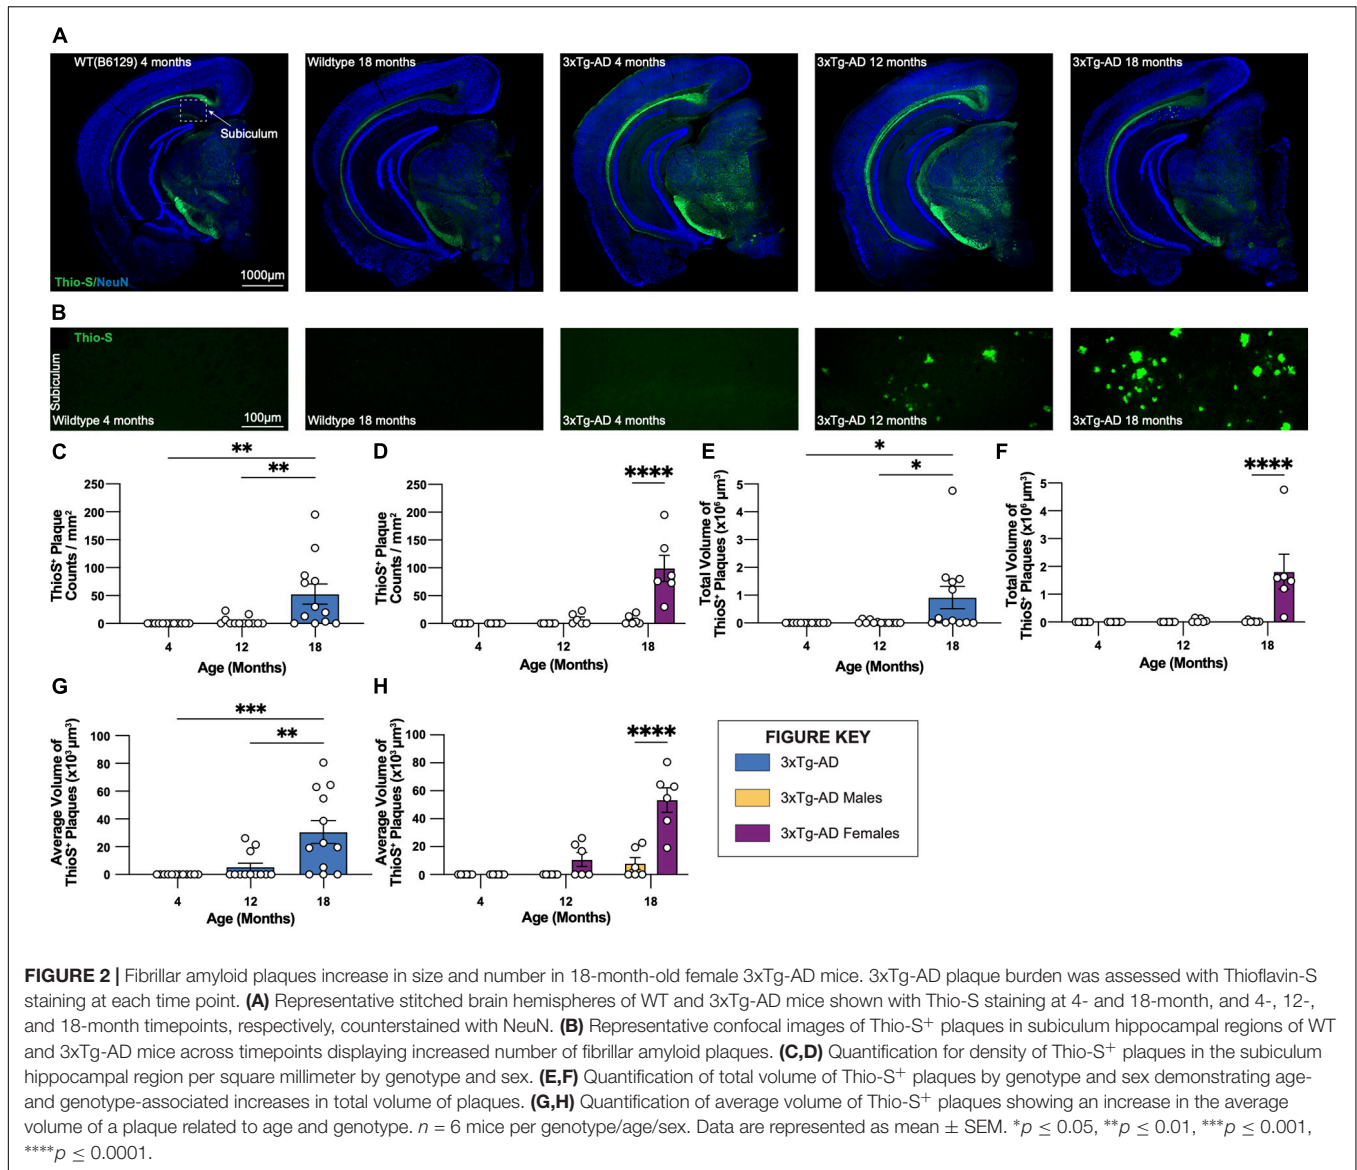 A
WT(B6129) 4 months
Wildtype 18 months
3xTg-AD 4 months
3xTg-AD 12 months
3xTg-AD 18 months
Subiculum
Thio-S/NeuN
1000µm
B
Thio-S
Subiculum
Wildtype 4 months
100µm
Wildtype 18 months
3xTg-AD 4 months
3xTg-AD 12 months
3xTg-AD 18 months
C
**
**
ThioS+ Plaque
Counts / mm2
250
200
150
100
50
0
4
12
18
Age (Months)
D
****
ThioS+ Plaque
Counts / mm2
250
200
150
100
50
0
4
12
18
Age (Months)
E
*
*
Total Volume of
ThioS+ Plaques (x10⁶µm³)
5
4
3
2
1
0
4
12
18
Age (Months)
F
****
Total Volume of
ThioS+ Plaques (x10⁶µm³)
5
4
3
2
1
0
4
12
18
Age (Months)
G
***
**
Average Volume of
ThioS+ Plaques (x10³µm³)
100
80
60
40
20
0
4
12
18
Age (Months)
H
****
Average Volume of
ThioS+ Plaques (x10³µm³)
100
80
60
40
20
0
4
12
18
Age (Months)
FIGURE KEY
3xTg-AD
3xTg-AD Males
3xTg-AD Females
FIGURE 2 | Fibrillar amyloid plaques increase in size and number in 18-month-old female 3xTg-AD mice. 3xTg-AD plaque burden was assessed with Thioflavin-S
staining at each time point. (A) Representative stitched brain hemispheres of WT and 3xTg-AD mice shown with Thio-S staining at 4- and 18-month, and 4-, 12-,
and 18-month timepoints, respectively, counterstained with NeuN. (B) Representative confocal images of Thio-S+ plaques in subiculum hippocampal regions of WT
and 3xTg-AD mice across timepoints displaying increased number of fibrillar amyloid plaques. (C,D) Quantification for density of Thio-S+ plaques in the subiculum
hippocampal region per square millimeter by genotype and sex. (E,F) Quantification of total volume of Thio-S+ plaques by genotype and sex demonstrating age-
and genotype-associated increases in total volume of plaques. (G,H) Quantification of average volume of Thio-S+ plaques showing an increase in the average
volume of a plaque related to age and genotype. n = 6 mice per genotype/age/sex. Data are represented as mean ± SEM. *p ≤ 0.05, **p ≤ 0.01, ***p ≤ 0.001,
****p ≤ 0.0001.